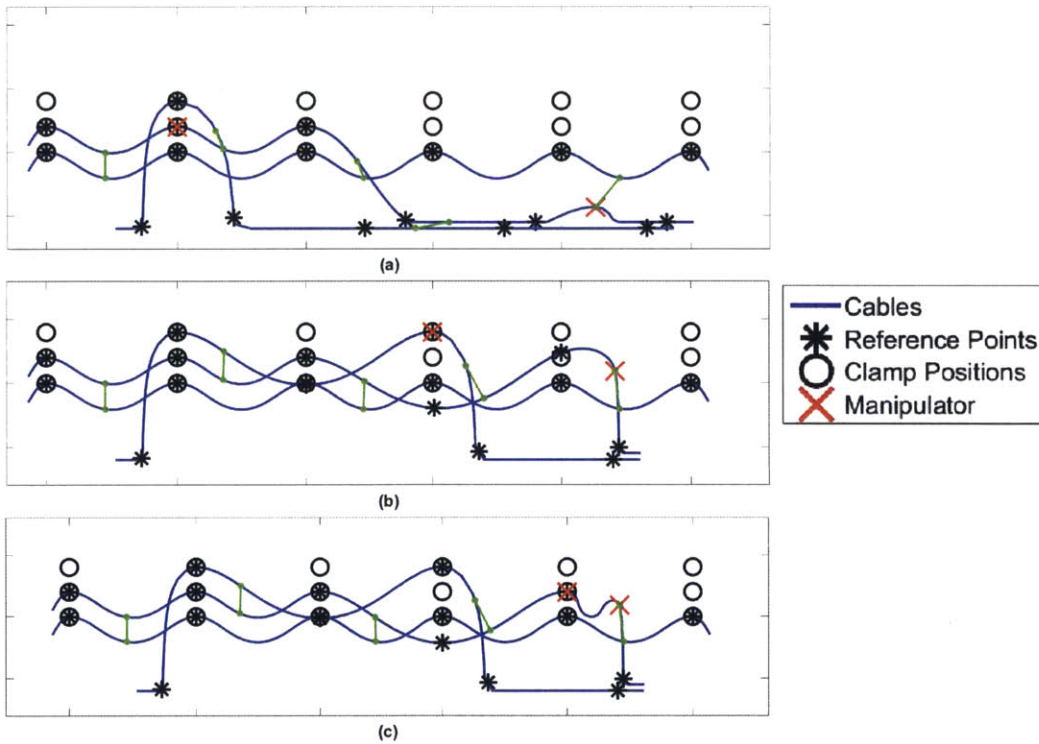 (a)
Cables
Reference Points
Clamp Positions
Manipulator
(b)
(c)